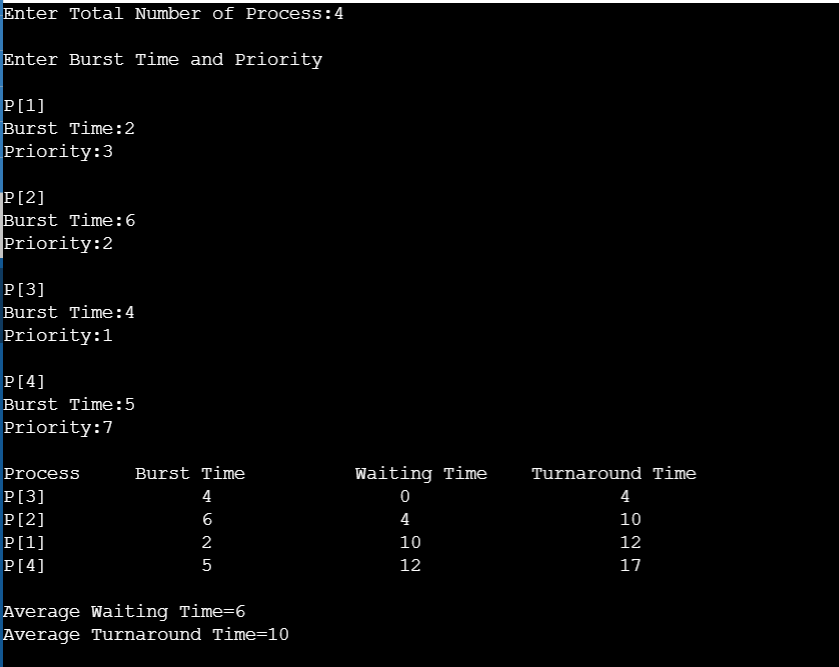 Enter Total Number of Process:4
Enter Burst Time and Priority
P[1]
Burst Time:2
Priority:3
P[2]
Burst Time:6
Priority:2
P[3]
Burst Time:4
Priority:1
P[4]
Burst Time:5
Priority:7
Process Burst Time Waiting Time Turnaround Time
P[3] 4 0 4
P[2] 6 4 10
P[1] 2 10 12
P[4] 5 12 17
Average Waiting Time=6
Average Turnaround Time=10